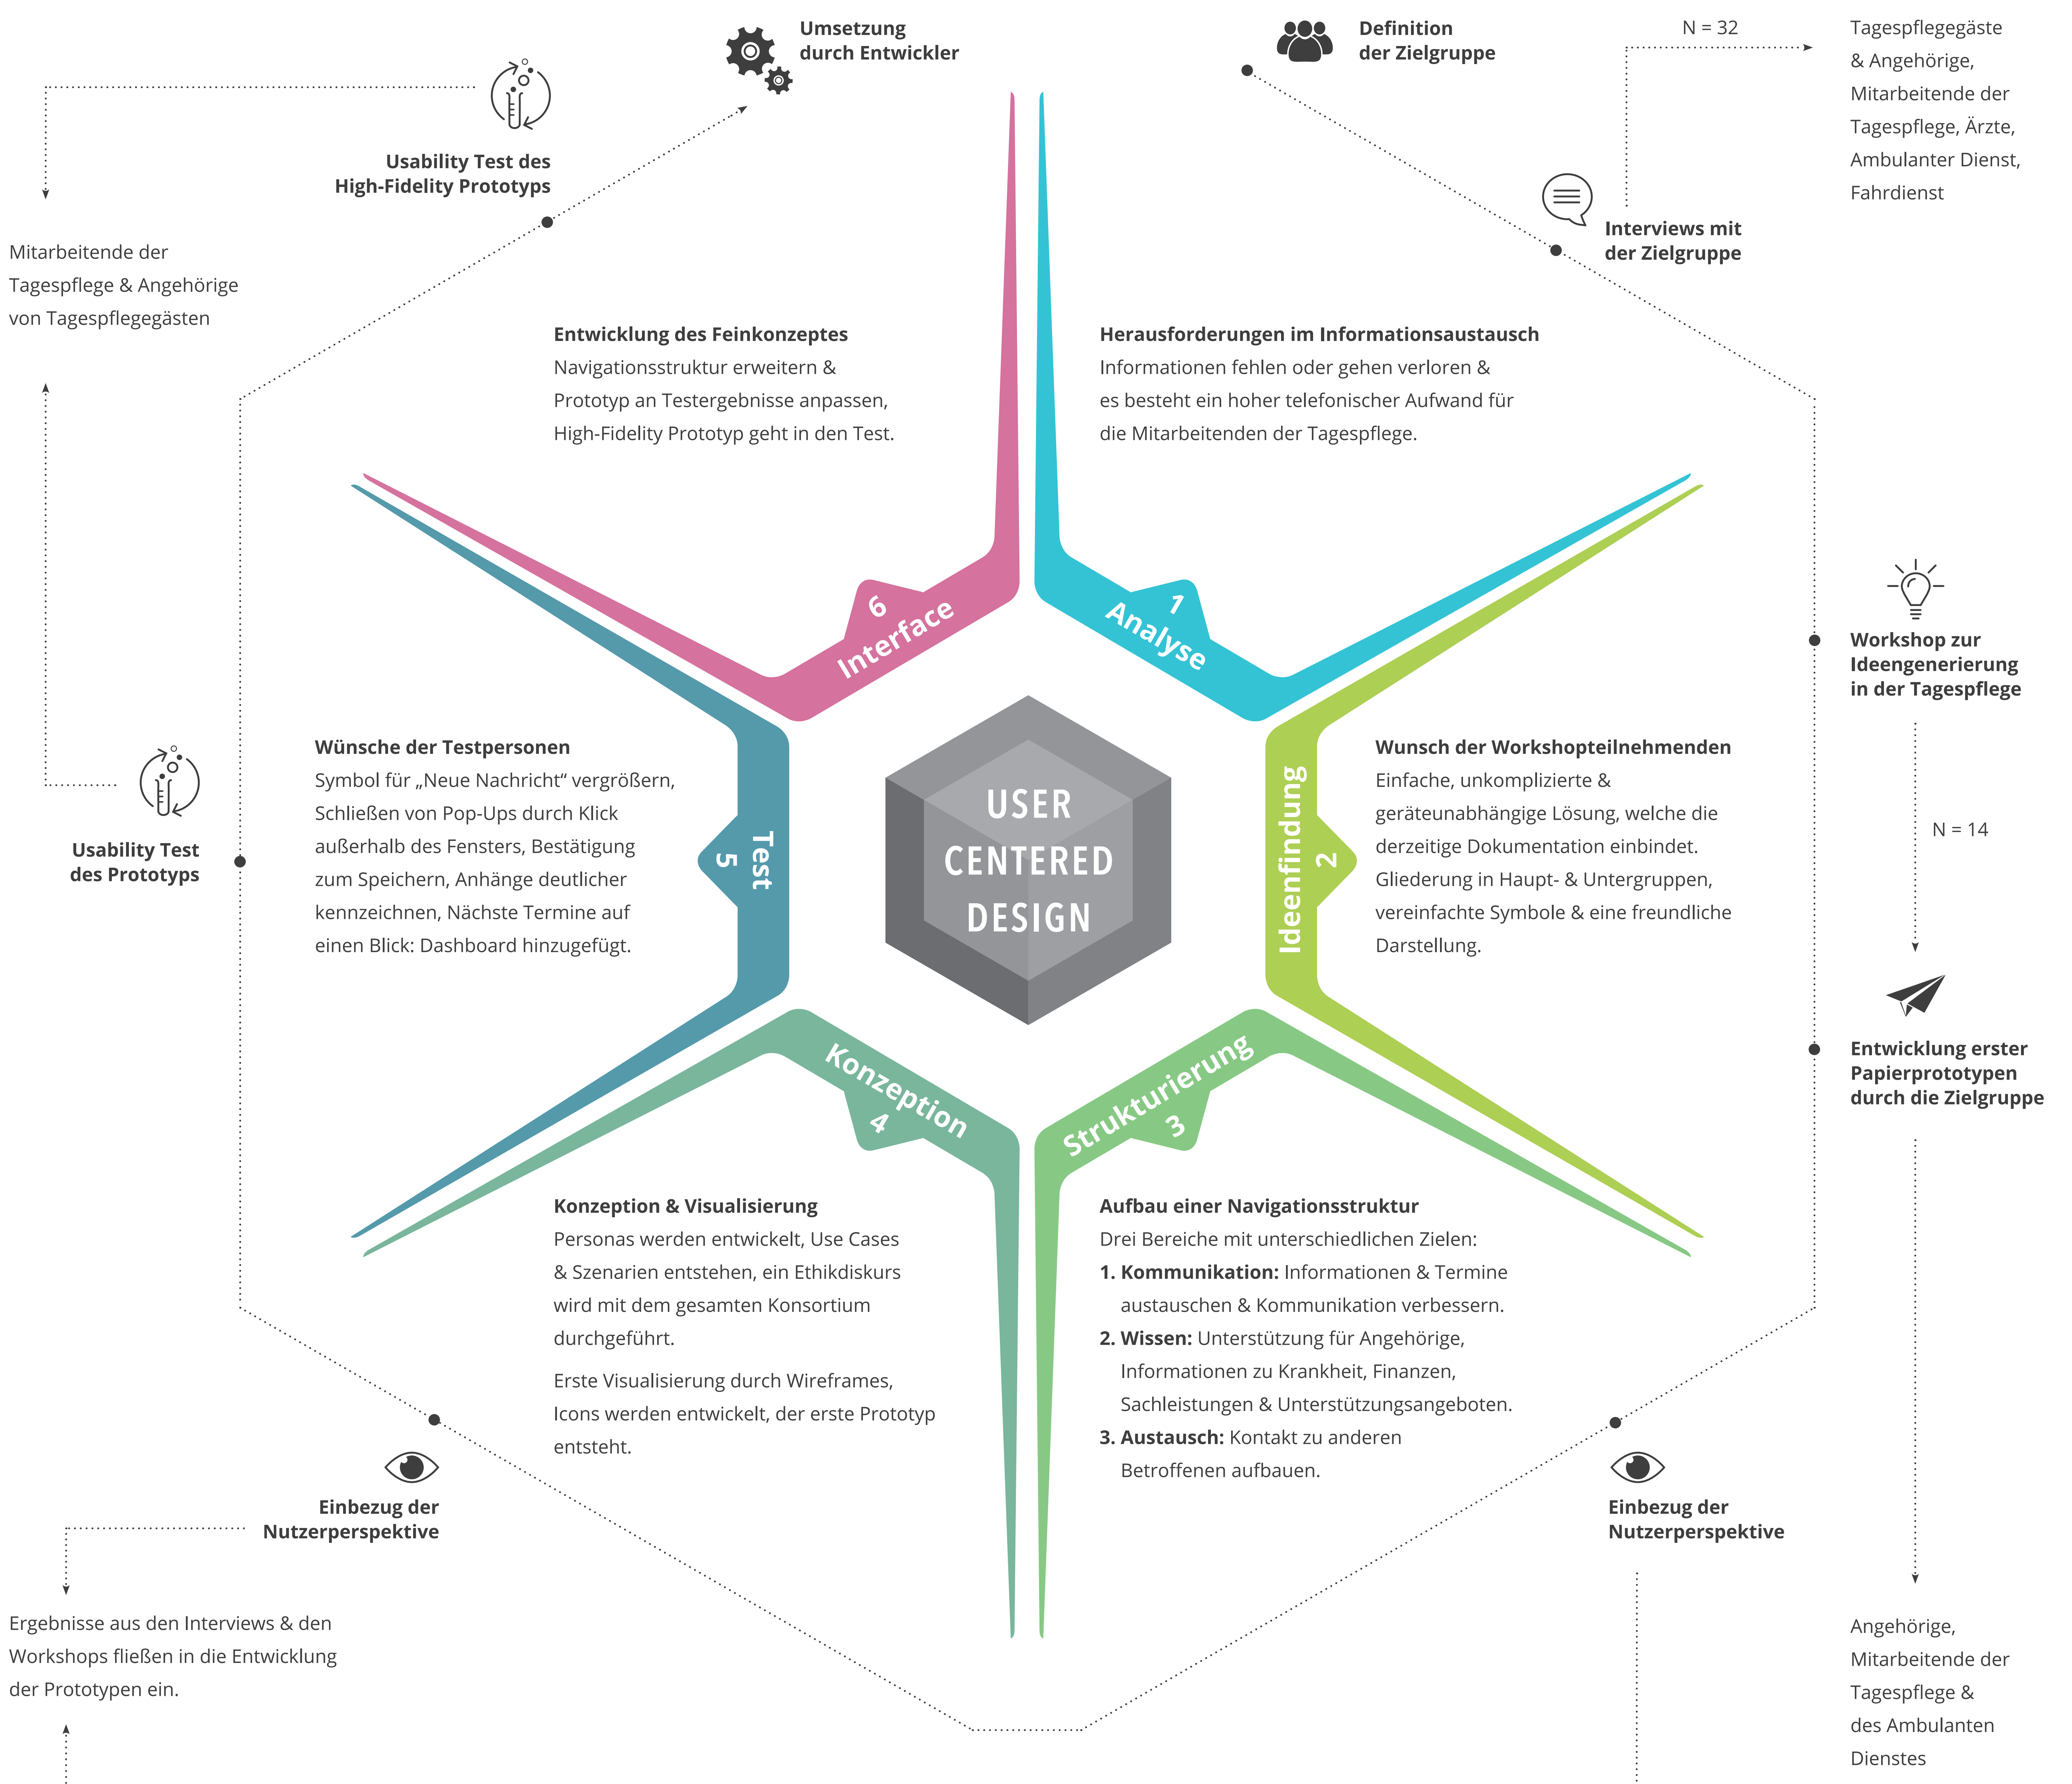 Umsetzung
durch Entwickler
Definition
der Zielgruppe
N = 32
Tagespflegegäste
& Angehörige,
Mitarbeitende der
Tagespflege, Ärzte,
Ambulanter Dienst,
Fahrdienst
Usability Test des
High-Fidelity Prototyps
Interviews mit
der Zielgruppe
Mitarbeitende der
Tagespflege & Angehörige
von Tagespflegegästen
Entwicklung des Feinkonzeptes
Navigationsstruktur erweitern &
Prototyp an Testergebnisse anpassen,
High-Fidelity Prototyp geht in den Test.
Herausforderungen im Informationsaustausch
Informationen fehlen oder gehen verloren &
es besteht ein hoher telefonischer Aufwand für
die Mitarbeitenden der Tagespflege.
6
Interface
1
Analyse
Workshop zur
Ideengenerierung
in der Tagespflege
N = 14
Wünsche der Testpersonen
Symbol für „Neue Nachricht“ vergrößern,
Schließen von Pop-Ups durch Klick
außerhalb des Fensters, Bestätigung
zum Speichern, Anhänge deutlicher
kennzeichnen, Nächste Termine auf
einen Blick: Dashboard hinzugefügt.
Usability Test
des Prototyps
Test
5
USER
CENTERED
DESIGN
Ideenfindung
2
Wunsch der Workshopteilnehmenden
Einfache, unkomplizierte &
geräteunabhängige Lösung, welche die
derzeitige Dokumentation einbindet.
Gliederung in Haupt- & Untergruppen,
vereinfachte Symbole & eine freundliche
Darstellung.
Entwicklung erster
Papierprototypen
durch die Zielgruppe
Konzeption
4
Strukturierung
3
Konzeption & Visualisierung
Personas werden entwickelt, Use Cases
& Szenarien entstehen, ein Ethikdiskurs
wird mit dem gesamten Konsortium
durchgeführt.
Erste Visualisierung durch Wireframes,
Icons werden entwickelt, der erste Prototyp
entsteht.
Aufbau einer Navigationsstruktur
Drei Bereiche mit unterschiedlichen Zielen:
1. Kommunikation: Informationen & Termine
austauschen & Kommunikation verbessern.
2. Wissen: Unterstützung für Angehörige,
Informationen zu Krankheit, Finanzen,
Sachleistungen & Unterstützungsangeboten.
3. Austausch: Kontakt zu anderen
Betroffenen aufbauen.
Einbezug der
Nutzerperspektive
Einbezug der
Nutzerperspektive
Ergebnisse aus den Interviews & den
Workshops fließen in die Entwicklung
der Prototypen ein.
Angehörige,
Mitarbeitende der
Tagespflege &
des Ambulanten
Dienstes